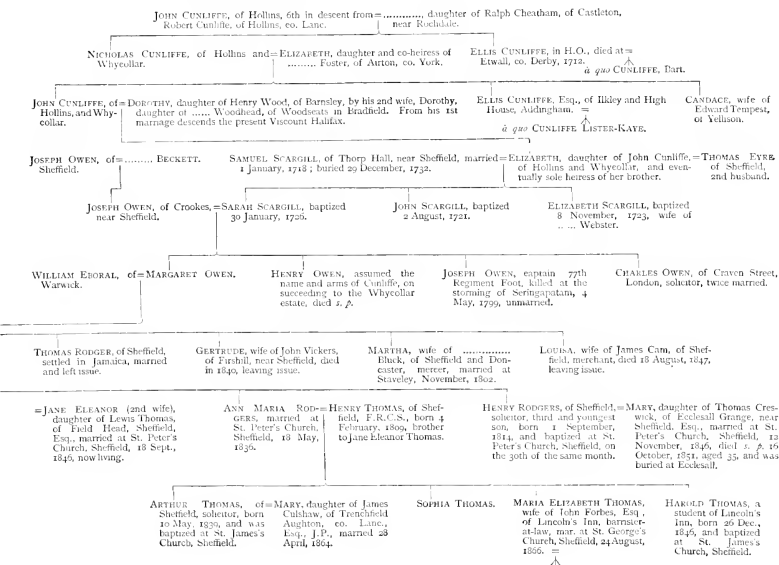 JOHN CUNLIFFE, of Hollins, 6th in descent from = ............, daughter of Ralph Cheatham, of Castleton,
Robert Cunliffe, of Hollins, co. Lanc. near Rochdale.
NICHOLAS CUNLIFFE, of Hollins and = ELIZABETH, daughter and co-heiress of
Whycollar. ......... Foster, of Airton, co. York.
ELLIS CUNLIFFE, in H.O., died at =
Etwall, co. Derby, 1712.
à quo CUNLIFFE, Bart.
JOHN CUNLIFFE, of = DOROTHY, daughter of Henry Wood, of Barnsley, by his 2nd wife, Dorothy,
Hollins, and Why- daughter of ...... Woodhead, of Woodseats in Bradfield. From his 1st
collar. marriage descends the present Viscount Halifax.
ELLIS CUNLIFFE, Esq., of Ilkley and High
House, Addingham. =
à quo CUNLIFFE LISTER-KAYE.
CANDACE, wife of
Edward Tempest,
of Yellison.
JOSEPH OWEN, of = ......... BECKETT.
Sheffield.
SAMUEL SCARGILL, of Thorp Hall, near Sheffield, married = ELIZABETH, daughter of John Cunliffe, = THOMAS EYRE,
1 January, 1718; buried 29 December, 1732. of Hollins and Whycollar, and even- of Sheffield,
tually sole heiress of her brother. 2nd husband.
JOSEPH OWEN, of Crookes, = SARAH SCARGILL, baptized
near Sheffield. 30 January, 1726.
JOHN SCARGILL, baptized
2 August, 1721.
ELIZABETH SCARGILL, baptized
8 November, 1723, wife of
..... Webster.
WILLIAM EBORAL, of = MARGARET OWEN.
Warwick.
HENRY OWEN, assumed the
name and arms of Cunliffe, on
succeeding to the Whycollar
estate, died s. p.
JOSEPH OWEN, captain 77th
Regiment Foot, killed at the
storming of Seringapatam, 4
May, 1799, unmarried.
CHARLES OWEN, of Craven Street,
London, solicitor, twice married.
THOMAS RODGER, of Sheffield,
settled in Jamaica, married
and left issue.
GERTRUDE, wife of John Vickers,
of Firshill, near Sheffield, died
in 1840, leaving issue.
MARTHA, wife of ...............
Bluck, of Sheffield and Don-
caster, mercer, married at
Staveley, November, 1802.
LOUISA, wife of James Cam, of Shef-
field, merchant, died 18 August, 1847,
leaving issue.
= JANE ELEANOR (2nd wife),
daughter of Lewis Thomas,
of Field Head, Sheffield,
Esq., married at St. Peter's
Church, Sheffield, 18 Sept.,
1846, now living.
ANN MARIA ROD- = HENRY THOMAS, of Shef-
GERS, married at field, F.R.C.S., born 4
St. Peter's Church, February, 1809, brother
Sheffield, 18 May, to Jane Eleanor Thomas.
1836.
HENRY RODGERS, of Sheffield, = MARY, daughter of Thomas Cres-
solicitor, third and youngest wick, of Ecclesall Grange, near
son, born 1 September, Sheffield, Esq., married at St.
1814, and baptized at St. Peter's Church, Sheffield, 12
Peter's Church, Sheffield, on November, 1846, died s. p. 16
the 30th of the same month. October, 1851, aged 35, and was
buried at Ecclesall.
ARTHUR THOMAS, of = MARY, daughter of James
Sheffield, solicitor, born Culshaw, of Trenchfield
10 May, 1839, and was Aughton, co. Lanc.,
baptized at St. James's Esq., J.P., married 28
Church, Sheffield. April, 1864.
SOPHIA THOMAS.
MARIA ELIZABETH THOMAS,
wife of John Forbes, Esq.,
of Lincoln's Inn, barrister-
at-law, mar. at St. George's
Church, Sheffield, 24 August,
1866. =
HAROLD THOMAS, a
student of Lincoln's
Inn, born 26 Dec.,
1846, and baptized
at St. James's
Church, Sheffield.